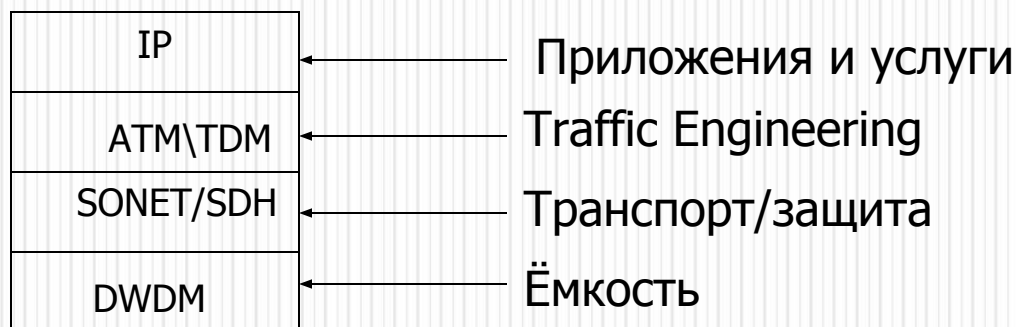 IP
Приложения и услуги
ATM\TDM
Traffic Engineering
SONET/SDH
Транспорт/защита
DWDM
Ёмкость